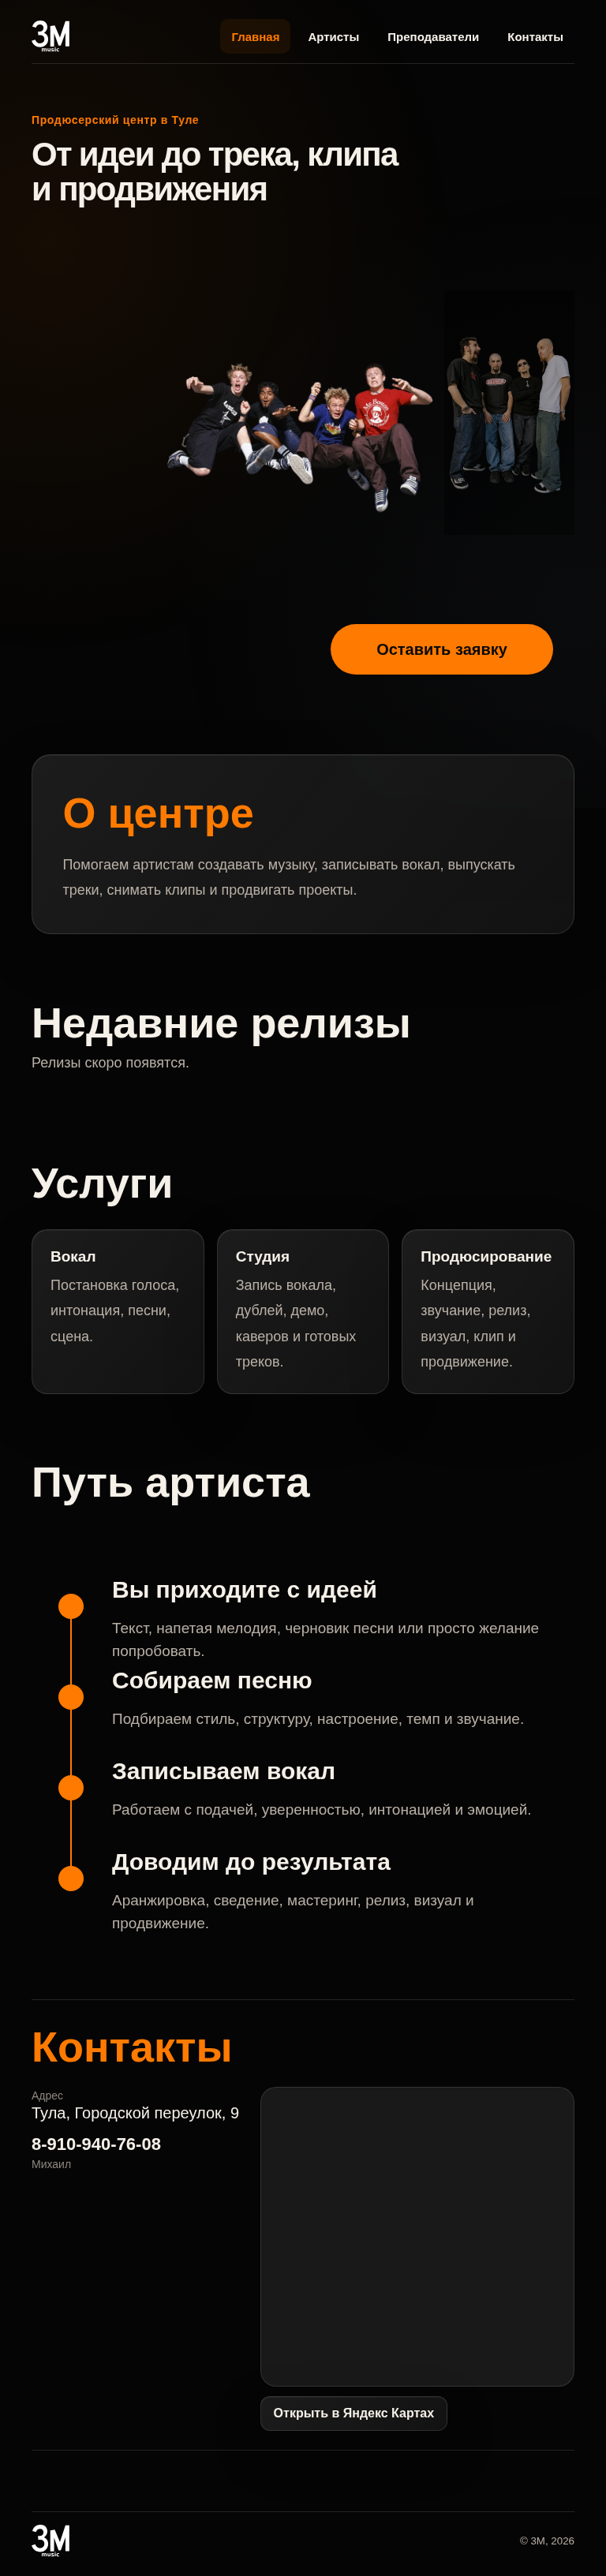 3M
music
Главная
Артисты
Преподаватели
Контакты
Продюсерский центр в Туле
От идеи до трека, клипа
и продвижения
Оставить заявку
О центре
Помогаем артистам создавать музыку, записывать вокал, выпускать
треки, снимать клипы и продвигать проекты.
Недавние релизы
Релизы скоро появятся.
Услуги
Вокал
Постановка голоса,
интонация, песни,
сцена.
Студия
Запись вокала,
дублей, демо,
каверов и готовых
треков.
Продюсирование
Концепция,
звучание, релиз,
визуал, клип и
продвижение.
Путь артиста
Вы приходите с идеей
Текст, напетая мелодия, черновик песни или просто желание
попробовать.
Собираем песню
Подбираем стиль, структуру, настроение, темп и звучание.
Записываем вокал
Работаем с подачей, уверенностью, интонацией и эмоцией.
Доводим до результата
Аранжировка, сведение, мастеринг, релиз, визуал и
продвижение.
Контакты
Адрес
Тула, Городской переулок, 9
8-910-940-76-08
Михаил
Открыть в Яндекс Картах
3M
music
© 3М, 2026